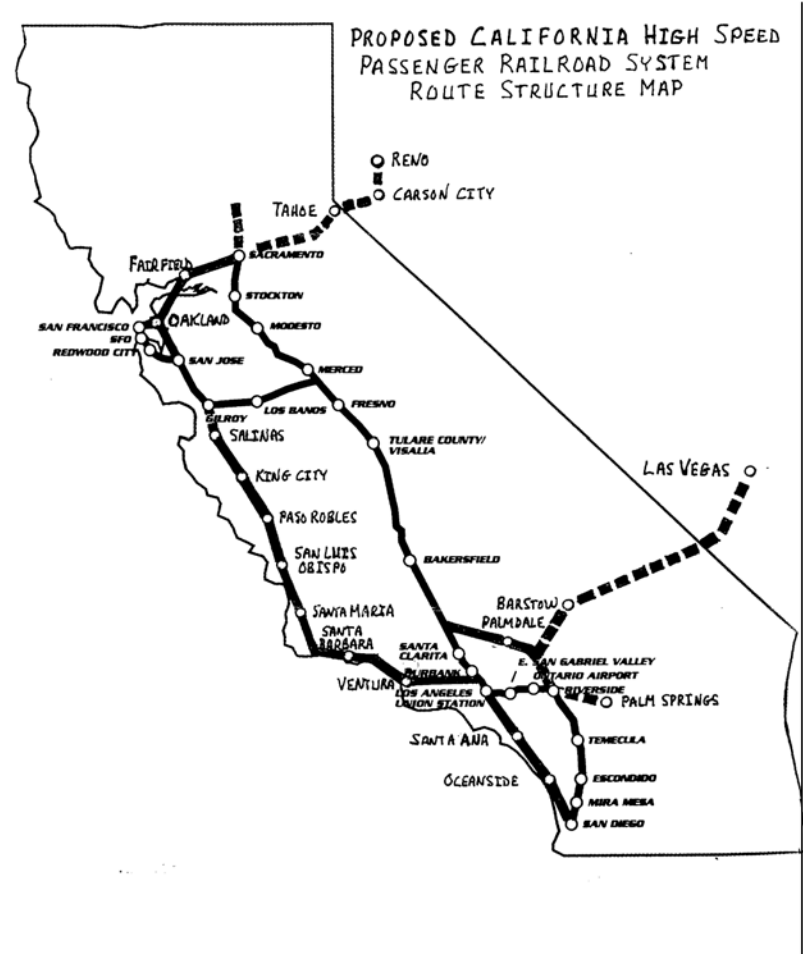 PROPOSED CALIFORNIA HIGH SPEED
PASSENGER RAILROAD SYSTEM
ROUTE STRUCTURE MAP
RENO
CARSON CITY
TAHOE
SACRAMENTO
FAIRFIELD
STOCKTON
OAKLAND
SAN FRANCISCO
MODESTO
SFO
REDWOOD CITY
SAN JOSE
MERCED
LOS BANOS
FRESNO
GILROY
SALINAS
TULARE COUNTY/
VISALIA
KING CITY
LAS VEGAS
PASO ROBLES
SAN LUIS
OBISPO
BAKERSFIELD
BARSTOW
SANTA MARIA
PALMDALE
SANTA
BARBARA
SANTA
CLARITA
E. SAN GABRIEL VALLEY
BURBANK
ONTARIO AIRPORT
VENTURA
LOS ANGELES
UNION STATION
RIVERSIDE
PALM SPRINGS
SANTA ANA
TEMECULA
OCEANSIDE
ESCONDIDO
MIRA MESA
SAN DIEGO